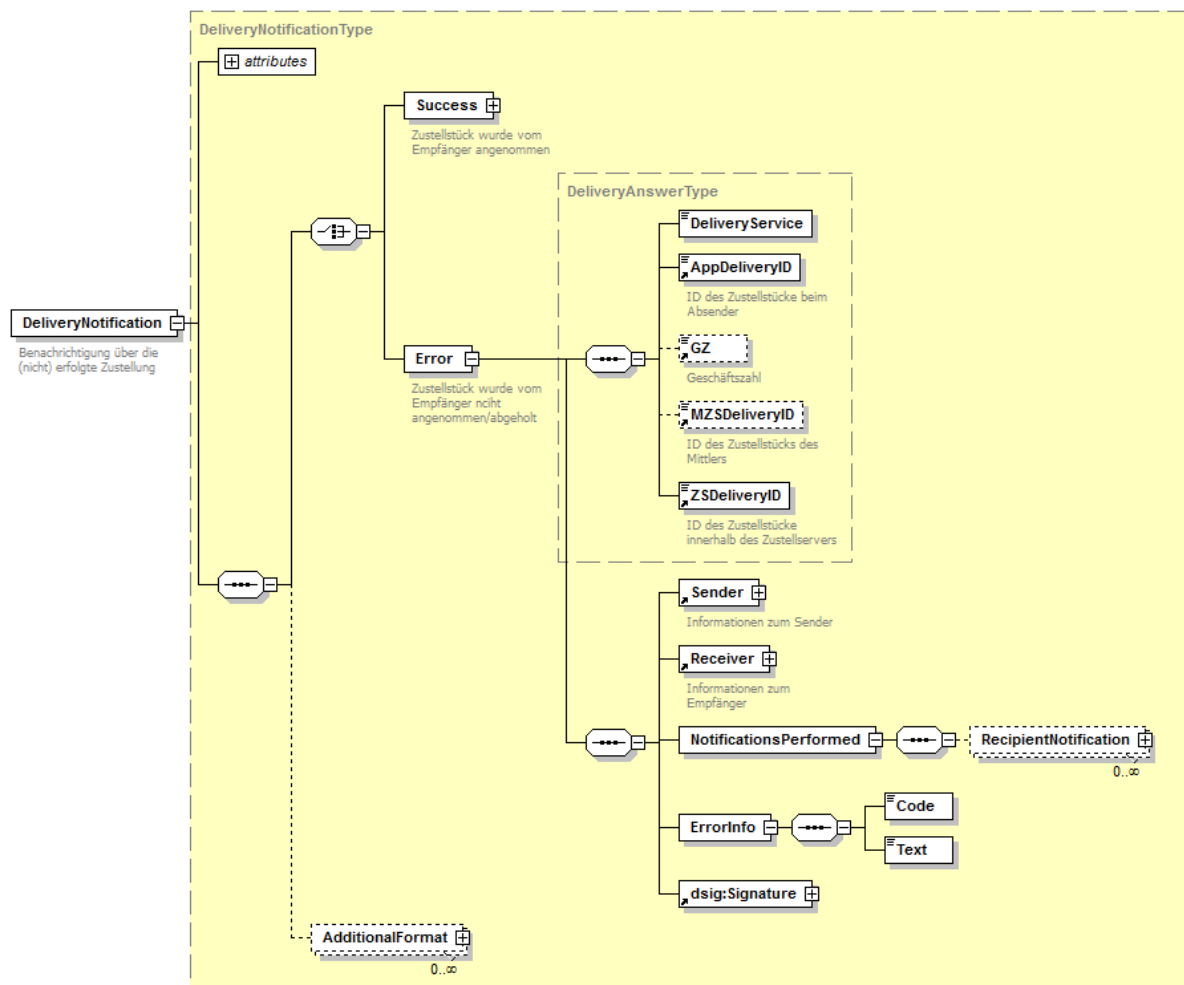 DeliveryNotificationType
attributes
Success
Zustellstück wurde vom
Empfänger angenommen
DeliveryAnswerType
DeliveryService
AppDeliveryID
ID des Zustellstücke beim
Absender
DeliveryNotification
Benachrichtigung über die
(nicht) erfolgte Zustellung
Error
Zustellstück wurde vom
Empfänger nciht
angenommen/abgeholt
GZ
Geschäftszahl
MZSDeliveryID
ID des Zustellstücks des
Mittlers
ZSDeliveryID
ID des Zustellstücke
innerhalb des Zustellservers
Sender
Informationen zum Sender
Receiver
Informationen zum
Empfänger
NotificationsPerformed
RecipientNotification
0..∞
ErrorInfo
Code
Text
dsig:Signature
AdditionalFormat
0..∞